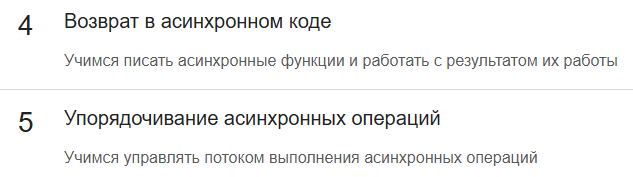 4 Возврат в асинхронном коде
Учимся писать асинхронные функции и работать с результатом их работы
5 Упорядочивание асинхронных операций
Учимся управлять потоком выполнения асинхронных операций